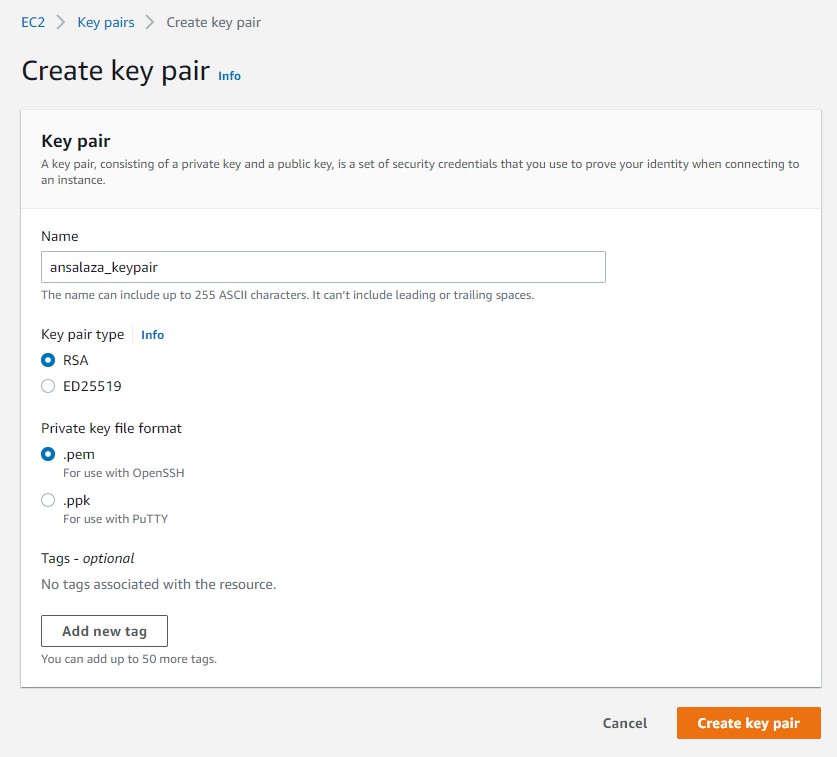 EC2 > Key pairs > Create key pair
Create key pair Info
Key pair
A key pair, consisting of a private key and a public key, is a set of security credentials that you use to prove your identity when connecting to
an instance.
Name
ansalaza_keypair
The name can include up to 255 ASCII characters. It can't include leading or trailing spaces.
Key pair type Info
RSA
ED25519
Private key file format
.pem
For use with OpenSSH
.ppk
For use with PuTTY
Tags - optional
No tags associated with the resource.
Add new tag
You can add up to 50 more tags.
Cancel Create key pair